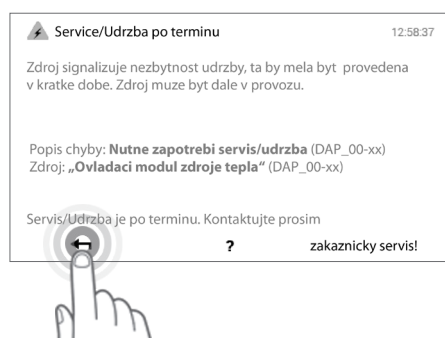 Service/Udrzba po terminu 12:58:37
Zdroj signalizuje nezbytnost udrzby, ta by mela byt provedena
v kratke dobe. Zdroj muze byt dale v provozu.
Popis chyby: Nutne zapotrebi servis/udrzba (DAP_00-xx)
Zdroj: „Ovladaci modul zdroje tepla“ (DAP_00-xx)
Servis/Udrzba je po terminu. Kontaktujte prosim
? zakaznicky servis!